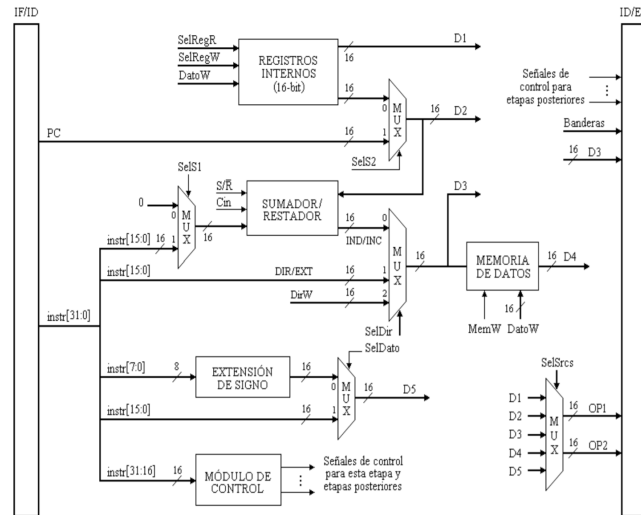 IF/ID
ID/E
SelRegR
SelRegW
DatoW
REGISTROS
INTERNOS
(16-bit)
16
D1
16
0
MUX
16
D2
PC
16
1
SelS2
Señales de
control para
etapas posteriores
Banderas
16
D3
SelS1
0
0
MUX
instr[15:0]
16
1
16
S/R̅
Cin
SUMADOR/
RESTADOR
16
IND/INC
0
MUX
16
D3
instr[15:0]
DIR/EXT
16
1
DirW
16
2
SelDir
MEMORIA
DE DATOS
16
D4
16
MemW
DatoW
instr[31:0]
SelDato
instr[7:0]
8
EXTENSIÓN
DE SIGNO
16
0
MUX
16
D5
instr[15:0]
16
1
instr[31:16]
16
MÓDULO DE
CONTROL
Señales de control
para esta etapa y
etapas posteriores
SelSrcs
D1
D2
D3
D4
D5
MUX
16
OP1
16
OP2